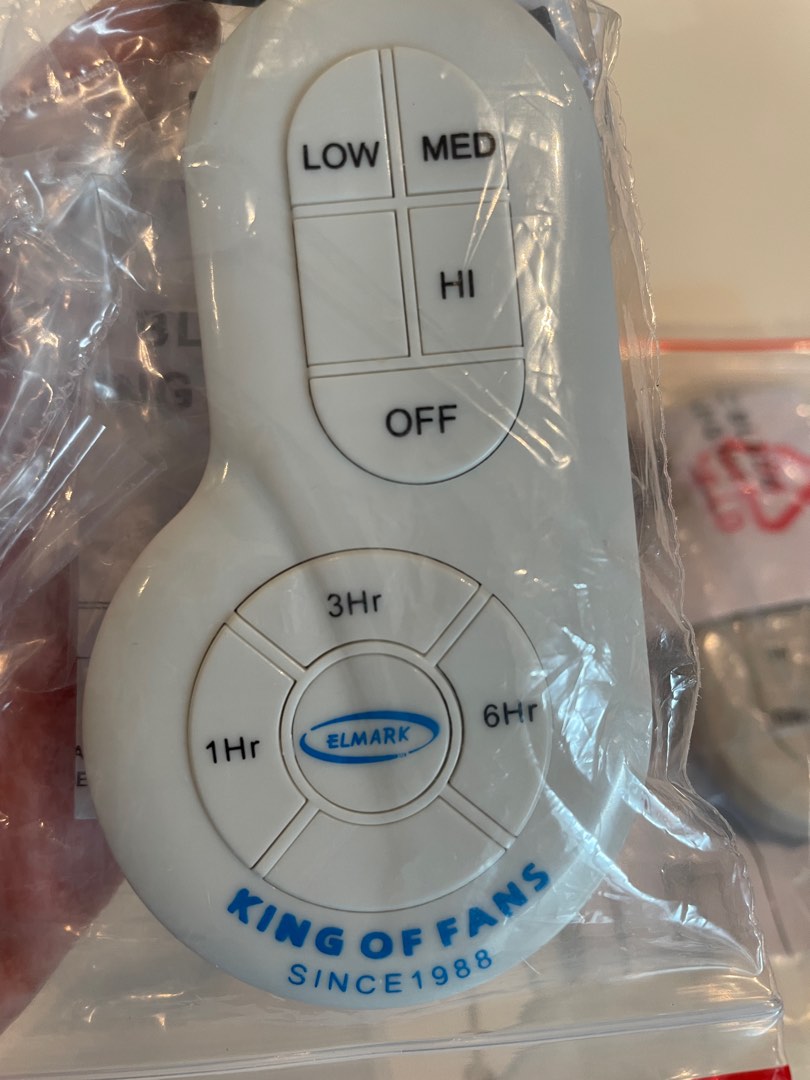 LOW MED
HI
OFF
3Hr
1Hr
6Hr
ELMARK
KING OF FANS
SINCE1988